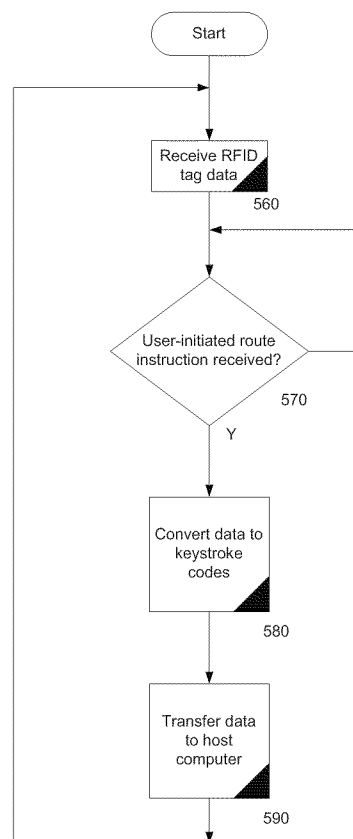 Start
Receive RFID
tag data
560
User-initiated route
instruction received?
570
Y
Convert data to
keystroke
codes
580
Transfer data
to host
computer
590